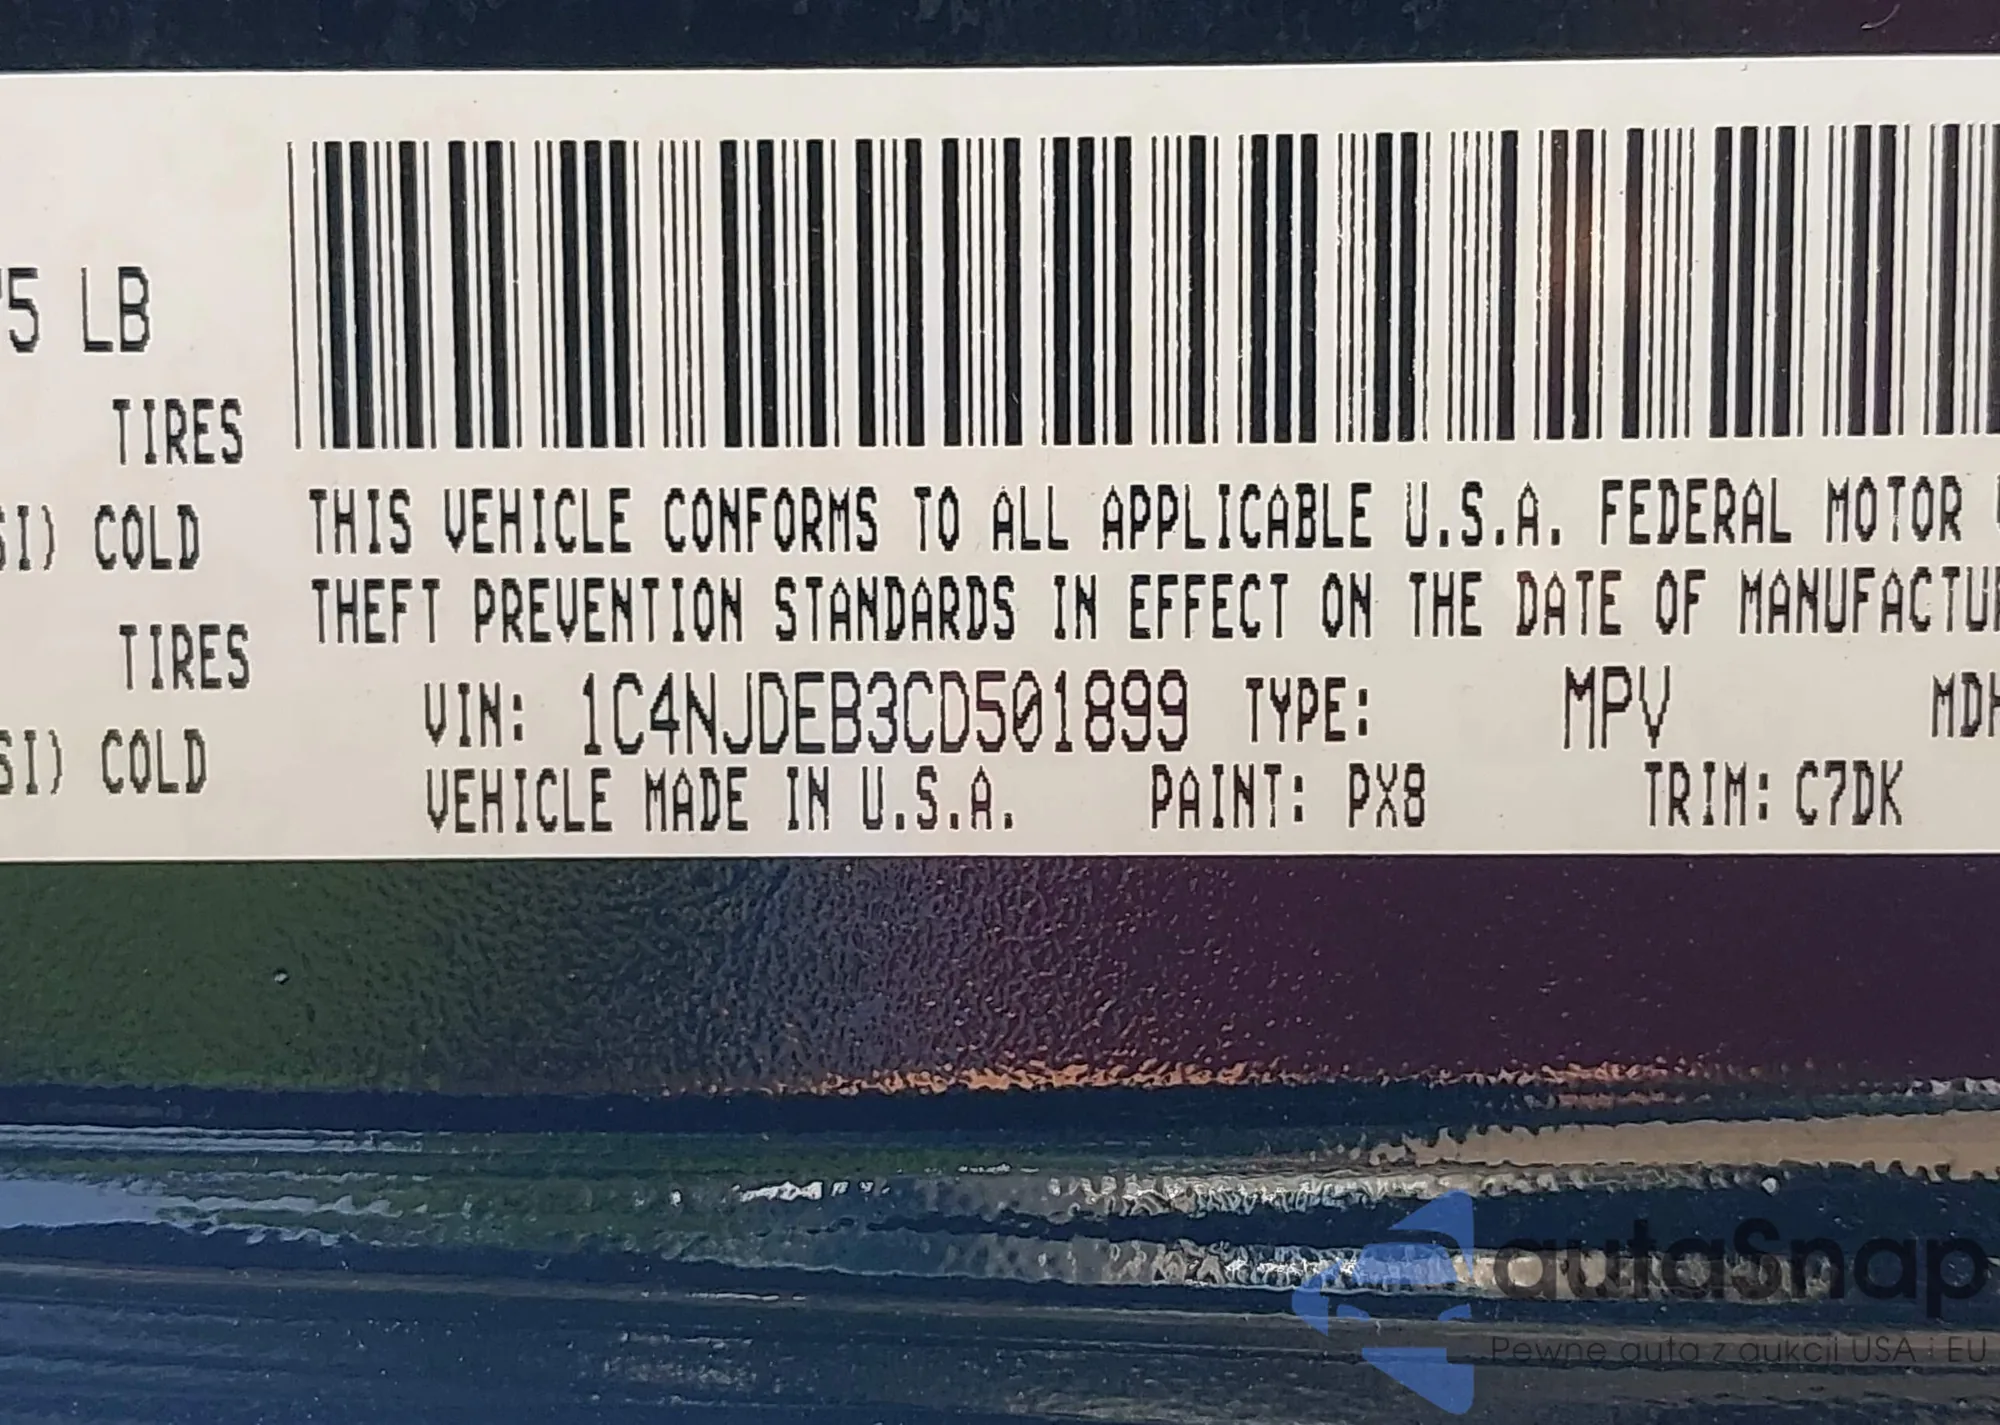 5 LB
TIRES
SI) COLD
TIRES
SI) COLD
THIS VEHICLE CONFORMS TO ALL APPLICABLE U.S.A. FEDERAL MOTOR
THEFT PREVENTION STANDARDS IN EFFECT ON THE DATE OF MANUFACTU
VIN: 1C4NJDEB3CD501899 TYPE: MPV MDH
VEHICLE MADE IN U.S.A. PAINT: PX8 TRIM: C7DK
autaSnap
Pewne auta z aukcji USA i EU